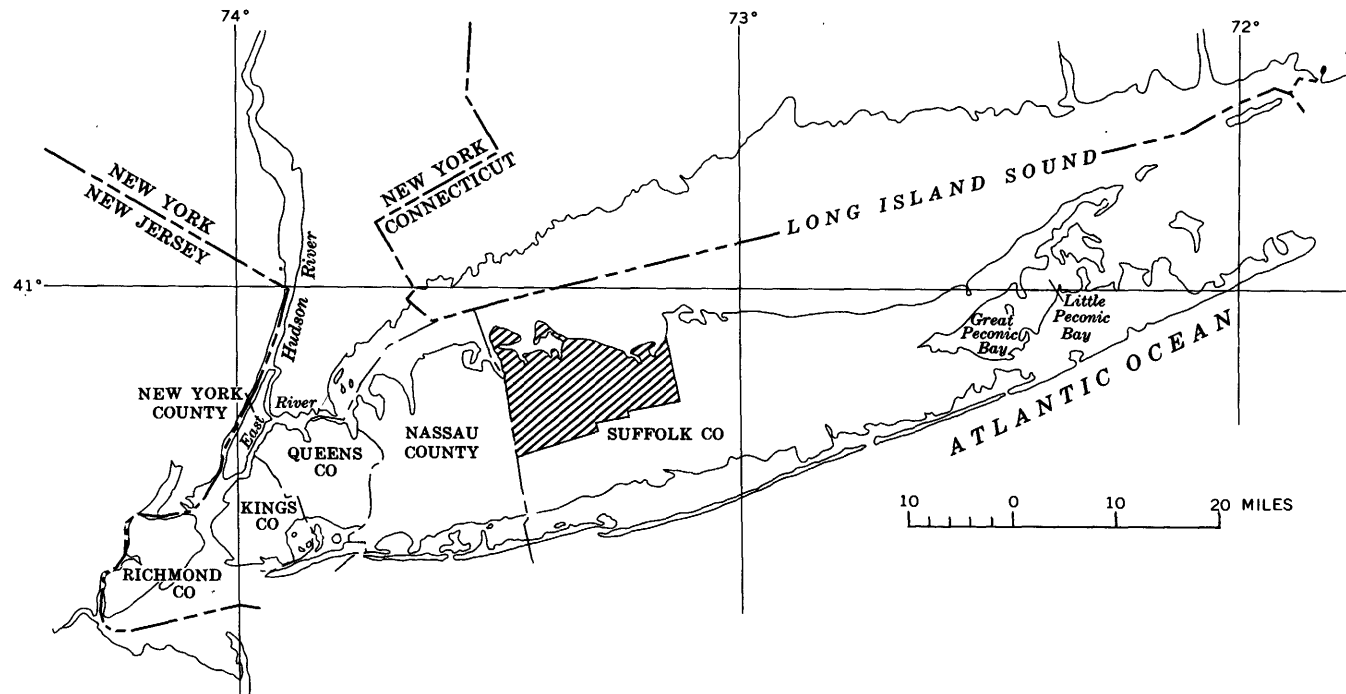 74°
73°
72°
NEW YORK
NEW JERSEY
NEW YORK
CONNECTICUT
LONG ISLAND SOUND
41°
Hudson River
Great
Peconic
Bay
Little
Peconic
Bay
ATLANTIC OCEAN
NEW YORK
COUNTY
East River
QUEENS
CO
NASSAU
COUNTY
SUFFOLK CO
KINGS
CO
RICHMOND
CO
10 0 10 20 MILES